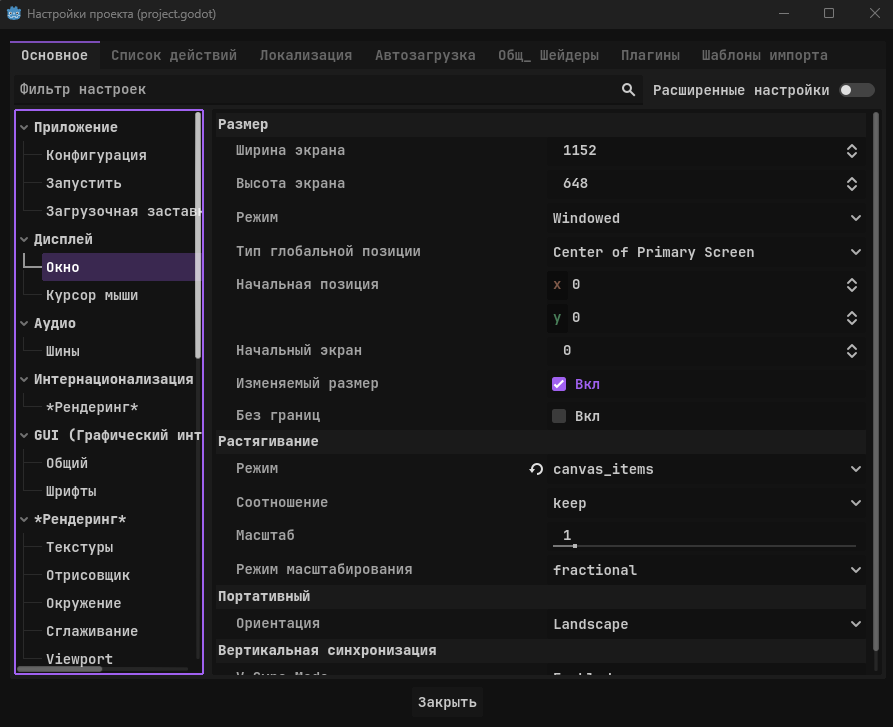 Настройки проекта (project.godot)
Основное Список действий Локализация Автозагрузка Общ_ Шейдеры Плагины Шаблоны импорта
Фильтр настроек Расширенные настройки
Приложение
Конфигурация
Запустить
Загрузочная застав
Дисплей
Окно
Курсор мыши
Аудио
Шины
Интернационализация
*Рендеринг*
GUI (Графический инт
Общий
Шрифты
*Рендеринг*
Текстуры
Отрисовщик
Окружение
Сглаживание
Viewport
Размер
Ширина экрана 1152
Высота экрана 648
Режим Windowed
Тип глобальной позиции Center of Primary Screen
Начальная позиция x 0
y 0
Начальный экран 0
Изменяемый размер Вкл
Без границ Вкл
Растягивание
Режим canvas_items
Соотношение keep
Масштаб 1
Режим масштабирования fractional
Портативный
Ориентация Landscape
Вертикальная синхронизация
Закрыть